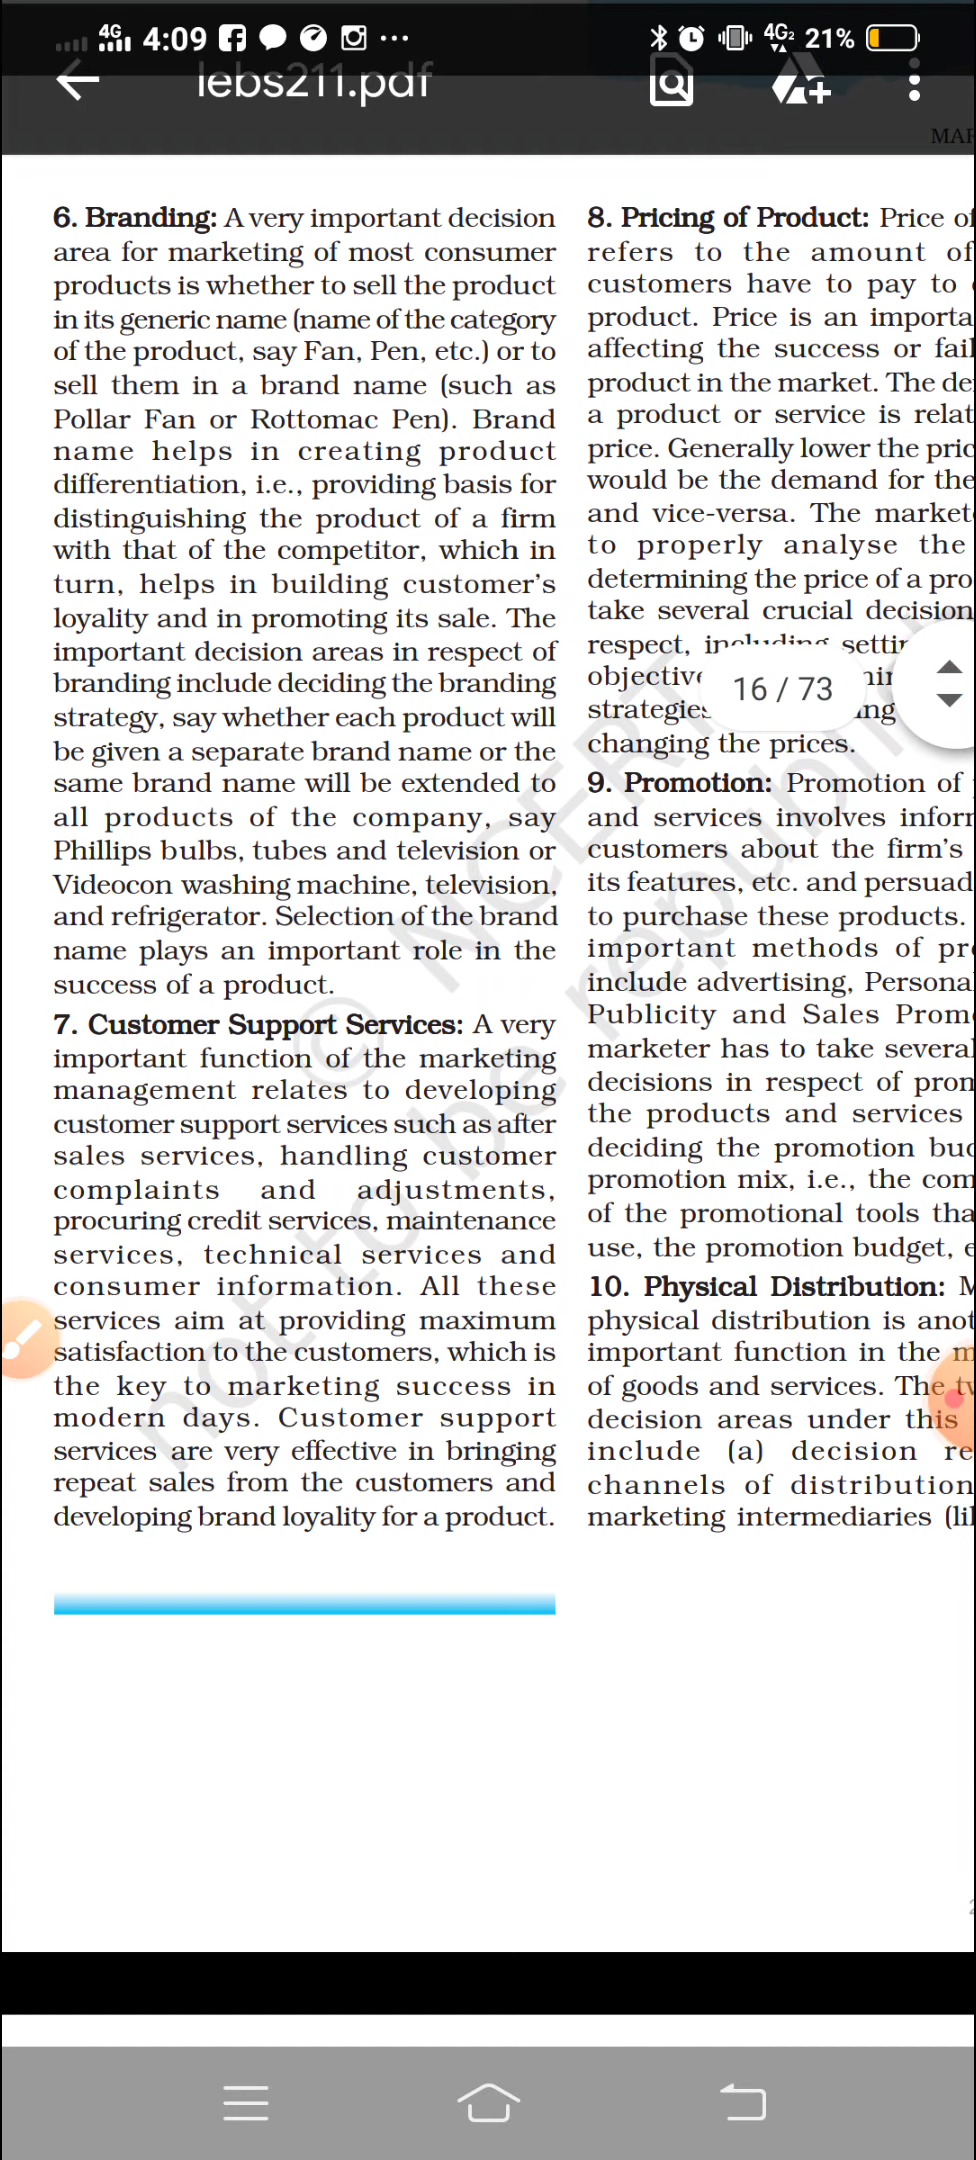 4G 4:09 ... 4G2 21%
lebs211.pdf
6. Branding: A very important decision
area for marketing of most consumer
products is whether to sell the product
in its generic name (name of the category
of the product, say Fan, Pen, etc.) or to
sell them in a brand name (such as
Pollar Fan or Rottomac Pen). Brand
name helps in creating product
differentiation, i.e., providing basis for
distinguishing the product of a firm
with that of the competitor, which in
turn, helps in building customer's
loyality and in promoting its sale. The
important decision areas in respect of
branding include deciding the branding
strategy, say whether each product will
be given a separate brand name or the
same brand name will be extended to
all products of the company, say
Phillips bulbs, tubes and television or
Videocon washing machine, television,
and refrigerator. Selection of the brand
name plays an important role in the
success of a product.
7. Customer Support Services: A very
important function of the marketing
management relates to developing
customer support services such as after
sales services, handling customer
complaints and adjustments,
procuring credit services, maintenance
services, technical services and
consumer information. All these
services aim at providing maximum
satisfaction to the customers, which is
the key to marketing success in
modern days. Customer support
services are very effective in bringing
repeat sales from the customers and
developing brand loyality for a product.
8. Pricing of Product: Price of
refers to the amount of
customers have to pay to
product. Price is an
affecting the success or
product in the market. The
a product or service is
price. Generally lower the
would be the demand for the
and vice-versa. The
to properly analyse the
determining the price of a
take several crucial
respect, including
16 / 73
changing the prices.
9. Promotion: Promotion of
and services involves
customers about the firm's
its features, etc. and
to purchase these products.
important methods of
include advertising,
Publicity and Sales
marketer has to take several
decisions in respect of
the products and services
deciding the promotion
promotion mix, i.e., the
of the promotional tools
use, the promotion budget,
10. Physical Distribution:
physical distribution is
important function in the
of goods and services. The
decision areas under this
include (a) decision
channels of distribution
marketing intermediaries
© NCERT
not to be